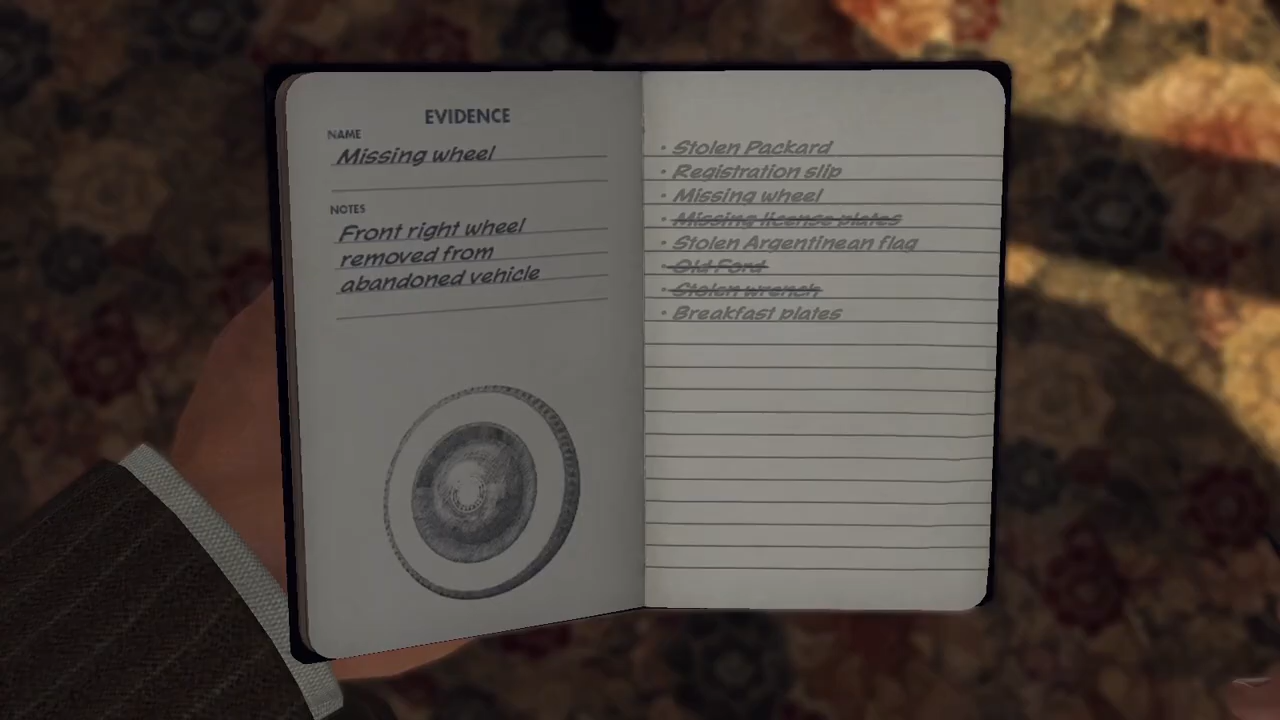 EVIDENCE
NAME
Missing wheel
NOTES
Front right wheel
removed from
abandoned vehicle
• Stolen Packard
• Registration slip
• Missing wheel
• Missing license plates
• Stolen Argentinean flag
• Old Ford
• Stolen wrench
• Breakfast plates